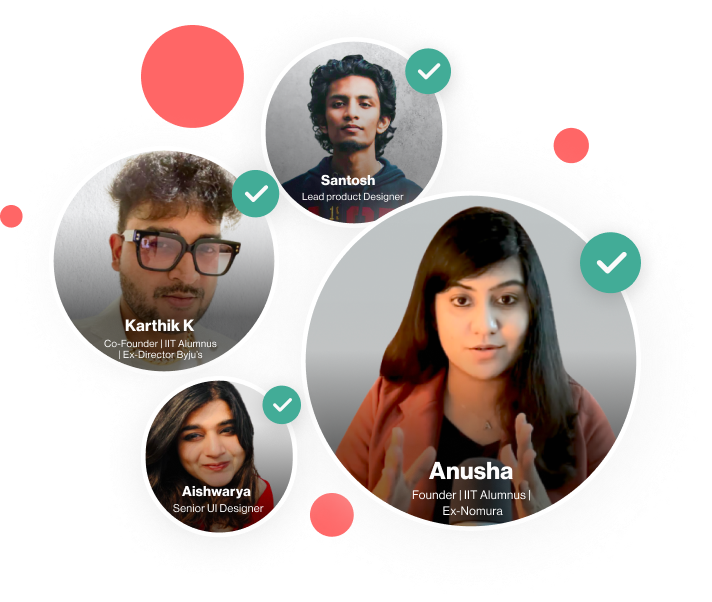 Santosh
Lead product Designer
Karthik K
Co-Founder | IIT Alumnus
| Ex-Director Byju's
Anusha
Founder | IIT Alumnus |
Ex-Nomura
Aishwarya
Senior UI Designer